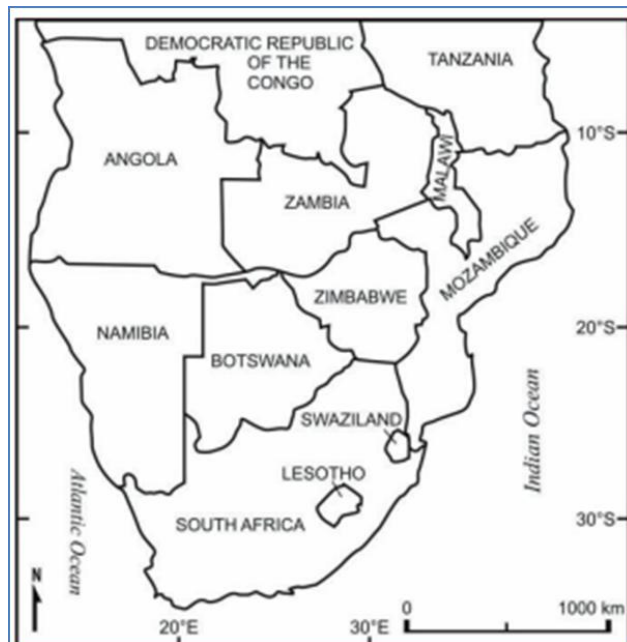 DEMOCRATIC REPUBLIC
OF THE
CONGO
TANZANIA
10°S
ANGOLA
MALAWI
ZAMBIA
MOZAMBIQUE
ZIMBABWE
20°S
NAMIBIA
BOTSWANA
SWAZILAND
Indian Ocean
LESOTHO
Atlantic Ocean
SOUTH AFRICA
30°S
N
0
1000 km
20°E
30°E